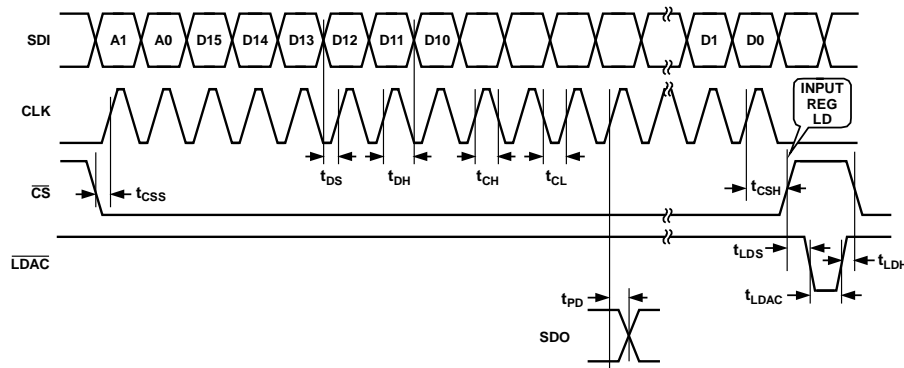 SDI A1 A0 D15 D14 D13 D12 D11 D10 D1 D0
CLK
INPUT
REG
LD
tDS tDH tCH tCL
CS tCSS tCSH
LDAC
tLDS tLDH
tLDAC
tPD
SDO